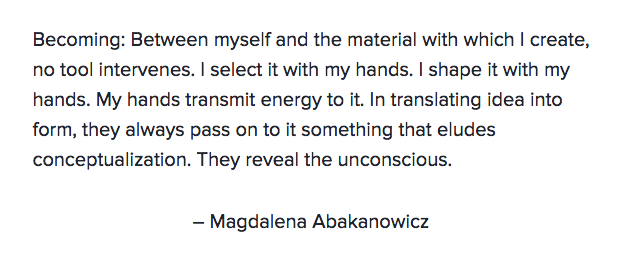 Becoming: Between myself and the material with which I create,
no tool intervenes. I select it with my hands. I shape it with my
hands. My hands transmit energy to it. In translating idea into
form, they always pass on to it something that eludes
conceptualization. They reveal the unconscious.
– Magdalena Abakanowicz